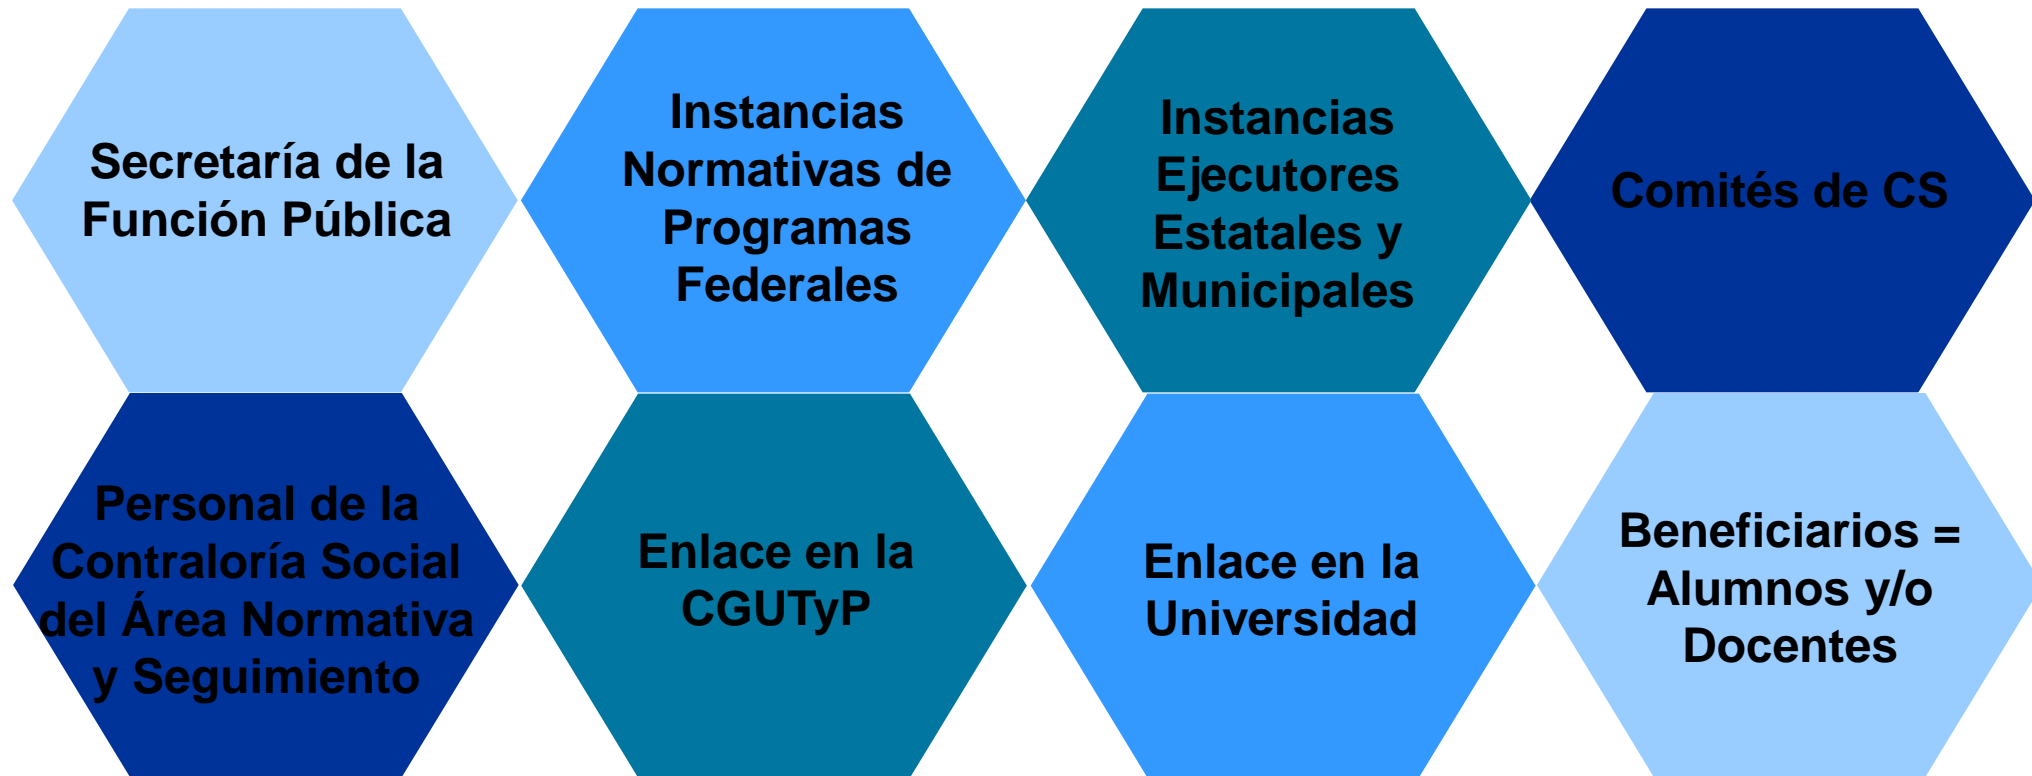 Secretaría de la
Función Pública
Instancias
Normativas de
Programas
Federales
Instancias
Ejecutores
Estatales y
Municipales
Comités de CS
Personal de la
Contraloría Social
del Área Normativa
y Seguimiento
Enlace en la
CGUTyP
Enlace en la
Universidad
Beneficiarios =
Alumnos y/o
Docentes